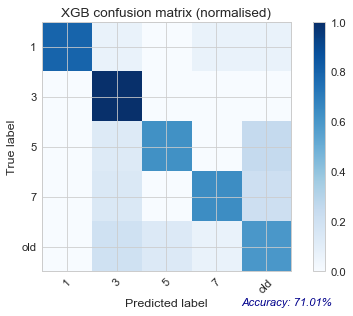 XGB confusion matrix (normalised)
True label
1
3
5
7
old
1.0
0.8
0.6
0.4
0.2
0.0
1
3
5
7
old
Predicted label
Accuracy: 71.01%